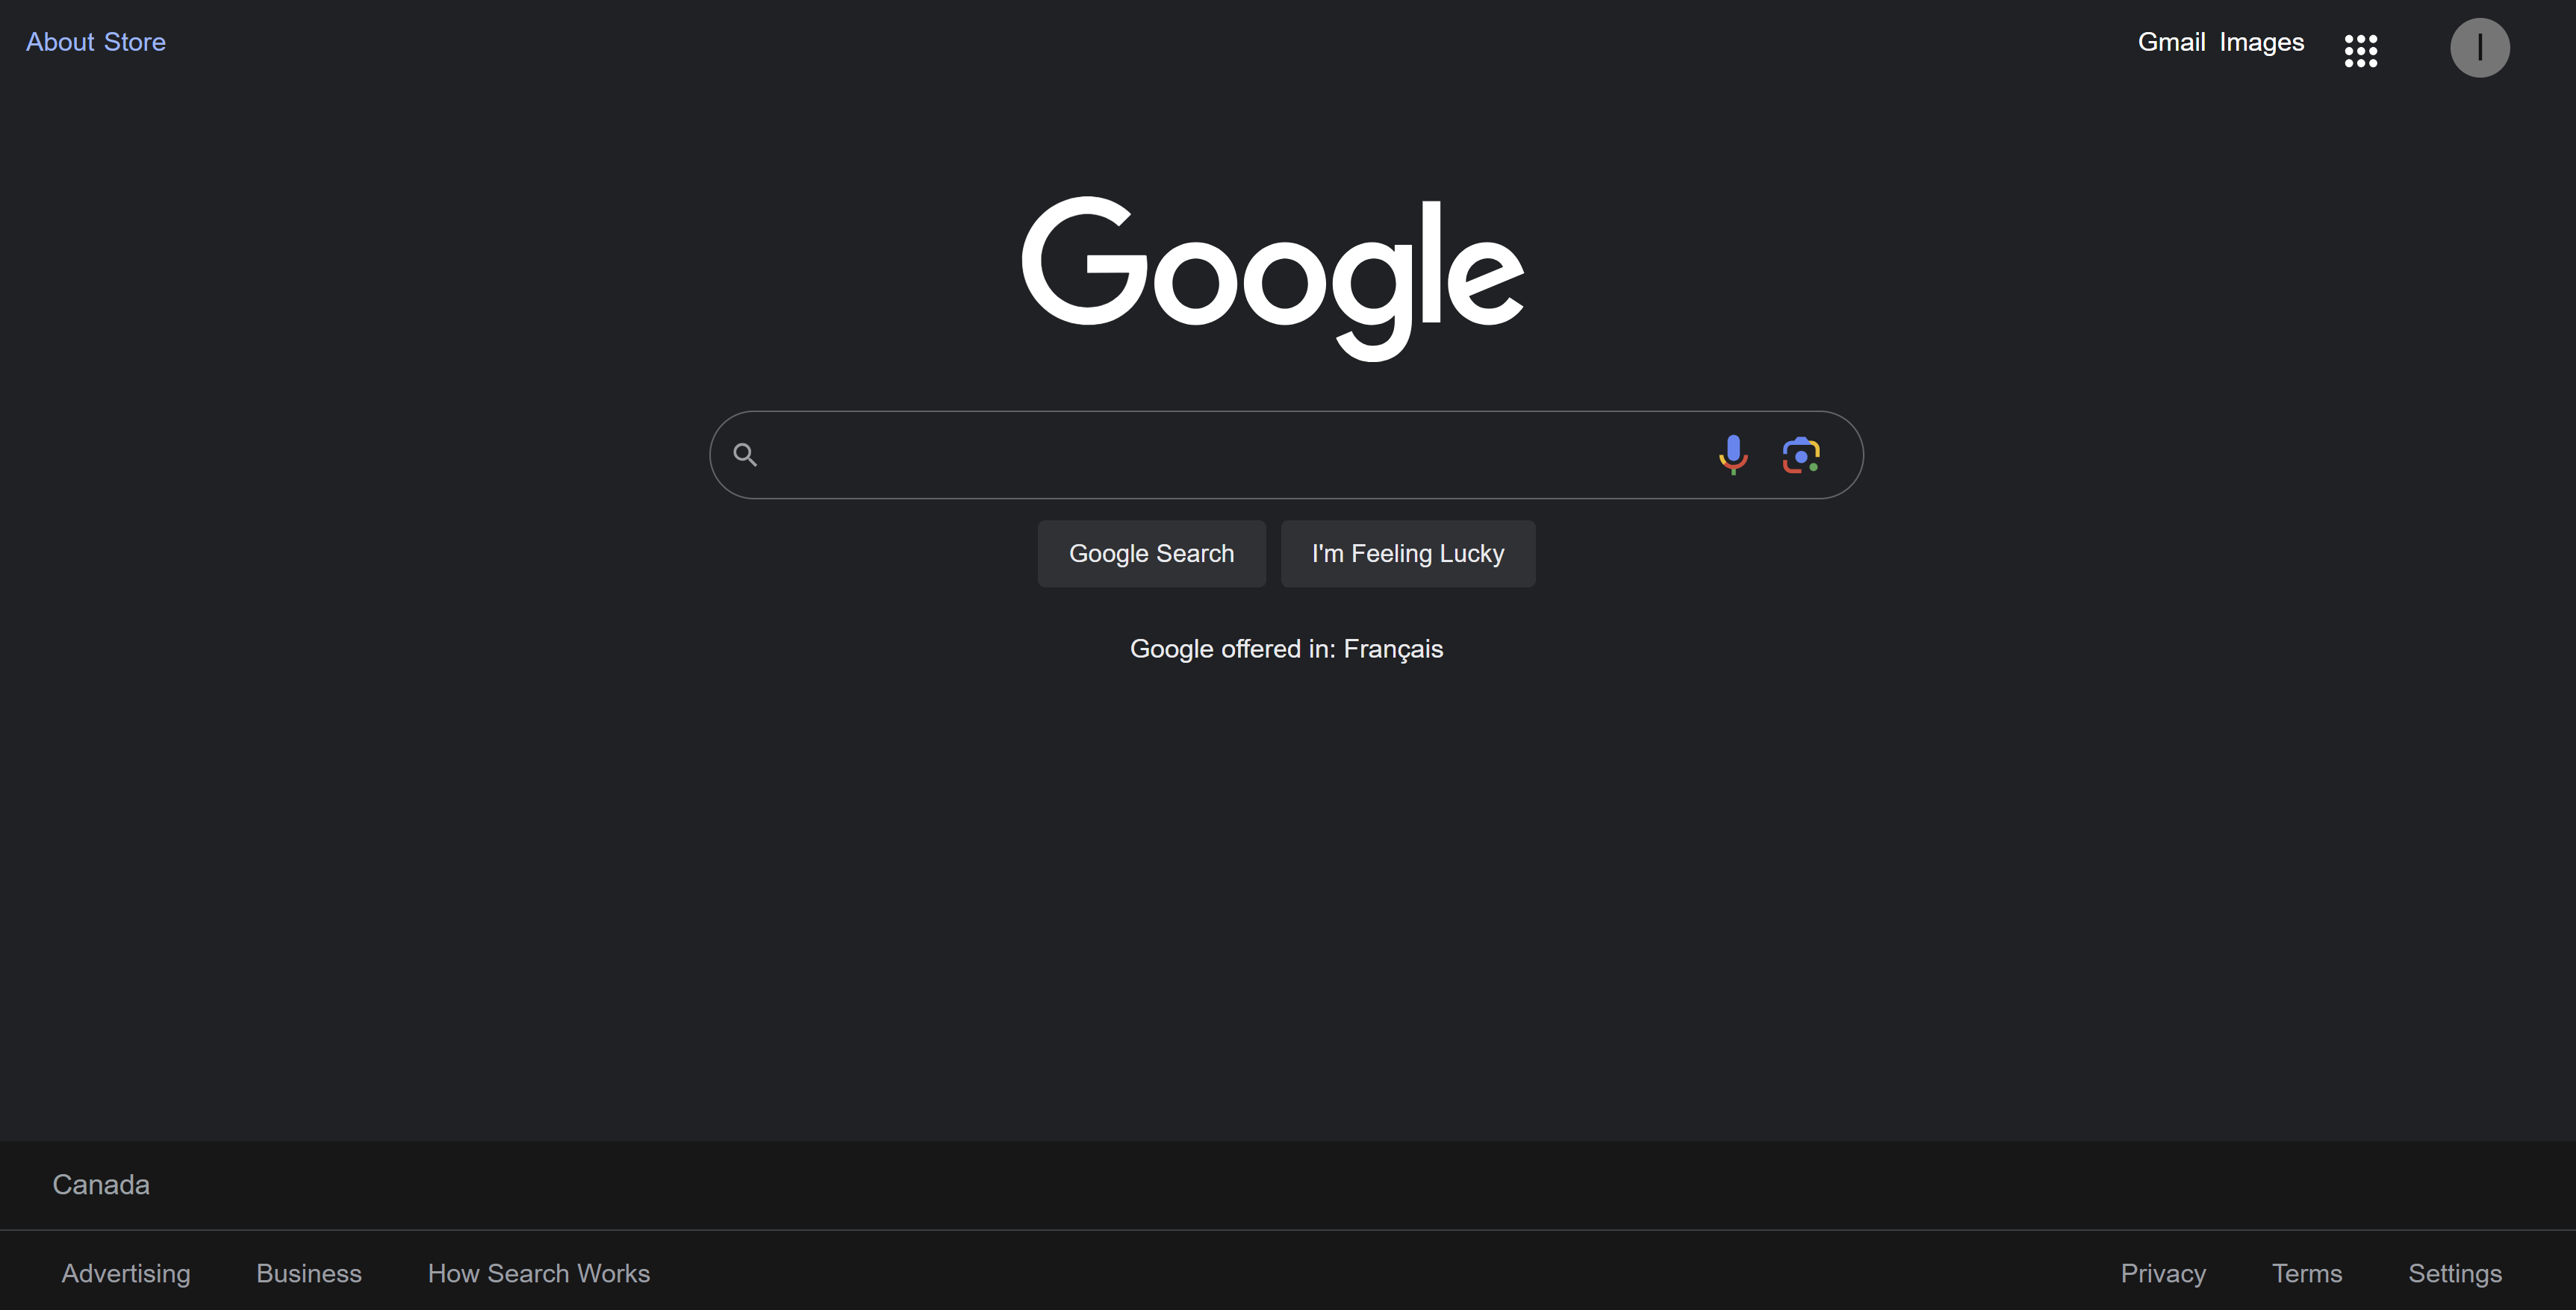 About Store
Gmail Images
I
Google
Google Search
I'm Feeling Lucky
Google offered in: Français
Canada
Advertising Business How Search Works
Privacy Terms Settings